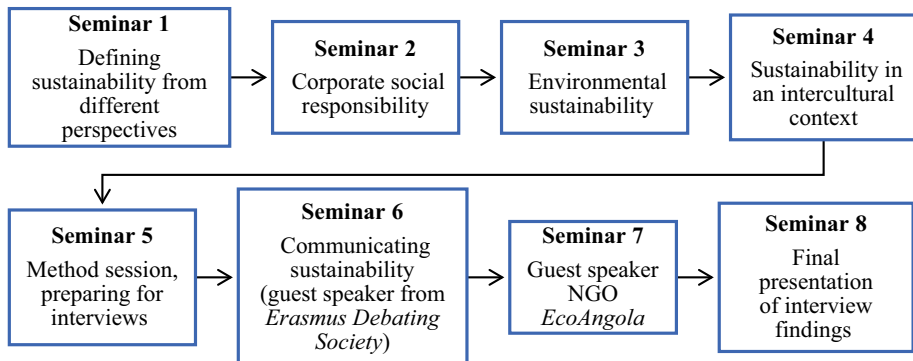 Seminar 1
Defining
sustainability from
different
perspectives
Seminar 2
Corporate social
responsibility
Seminar 3
Environmental
sustainability
Seminar 4
Sustainability in
an intercultural
context
Seminar 5
Method session,
preparing for
interviews
Seminar 6
Communicating
sustainability
(guest speaker from
Erasmus Debating
Society)
Seminar 7
Guest speaker
NGO
EcoAngola
Seminar 8
Final
presentation
of interview
findings